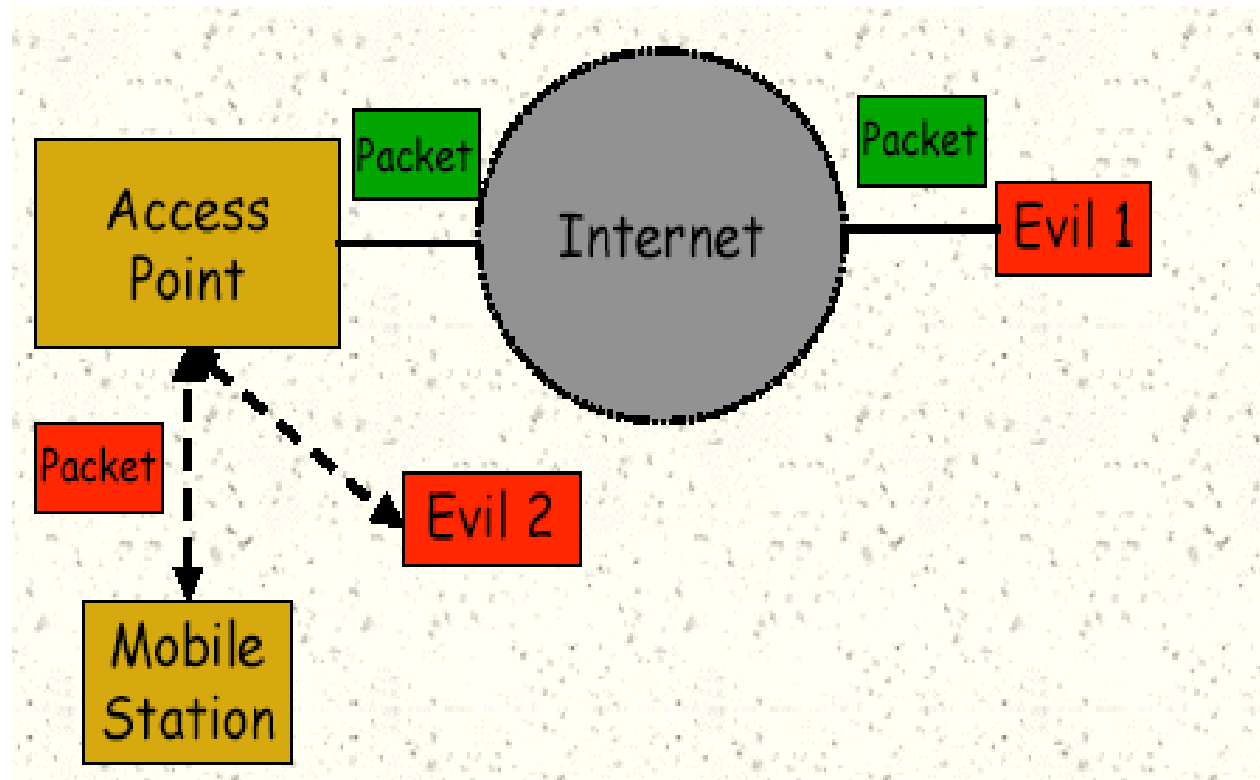 Packet
Packet
Access
Point
Internet
Evil 1
Packet
Evil 2
Mobile
Station